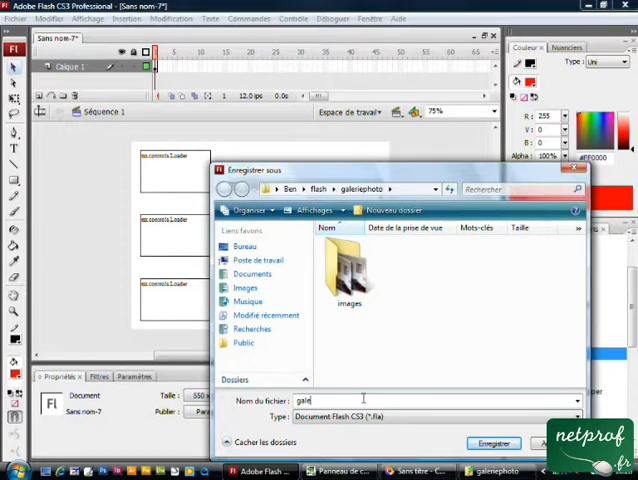 Adobe Flash CS3 Professional - [Sans nom-7*]
Fichier Modification Affichage Insertion Modification Texte Commandes Contrôle Déboguer Fenêtre Aide
Sans nom-7*
Couleur Nuanciers
Type : Uni
5 10 15 20 25 30 35 40 45 50 55 60 65
Calque 1
1 12.0 i/s 0.0s
Séquence 1
Espace de travail
75%
R : 255
V : 0
B : 0
Alpha : 100%
#FF0000
mx.controls.Loader
mx.controls.Loader
mx.controls.Loader
Enregistrer sous
Ben
flash
galeriephoto
Rechercher
Organiser
Affichages
Nouveau dossier
Liens favoris
Nom
Date de la prise de vue
Mots-clés
Taille
Bureau
Poste de travail
Documents
Images
Musique
Modifié récemment
Recherches
Public
images
Dossiers
Nom du fichier : gale
Type : Document Flash CS3 (*.fla)
Cacher les dossiers
Enregistrer
Propriétés Filtres Paramètres
Fl
Document
Sans nom-7*
Taille : 550 x
Adobe Flash ...
Panneau de c...
Sans titre - C...
galeriephoto
netprof
.fr